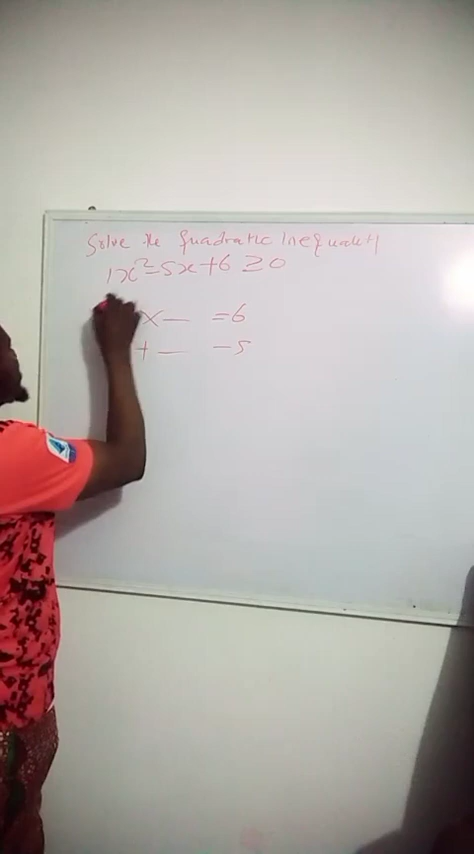 Solve the Quadratic Inequality
1x²-5x+6 ≥0
x — =6
+ — -5